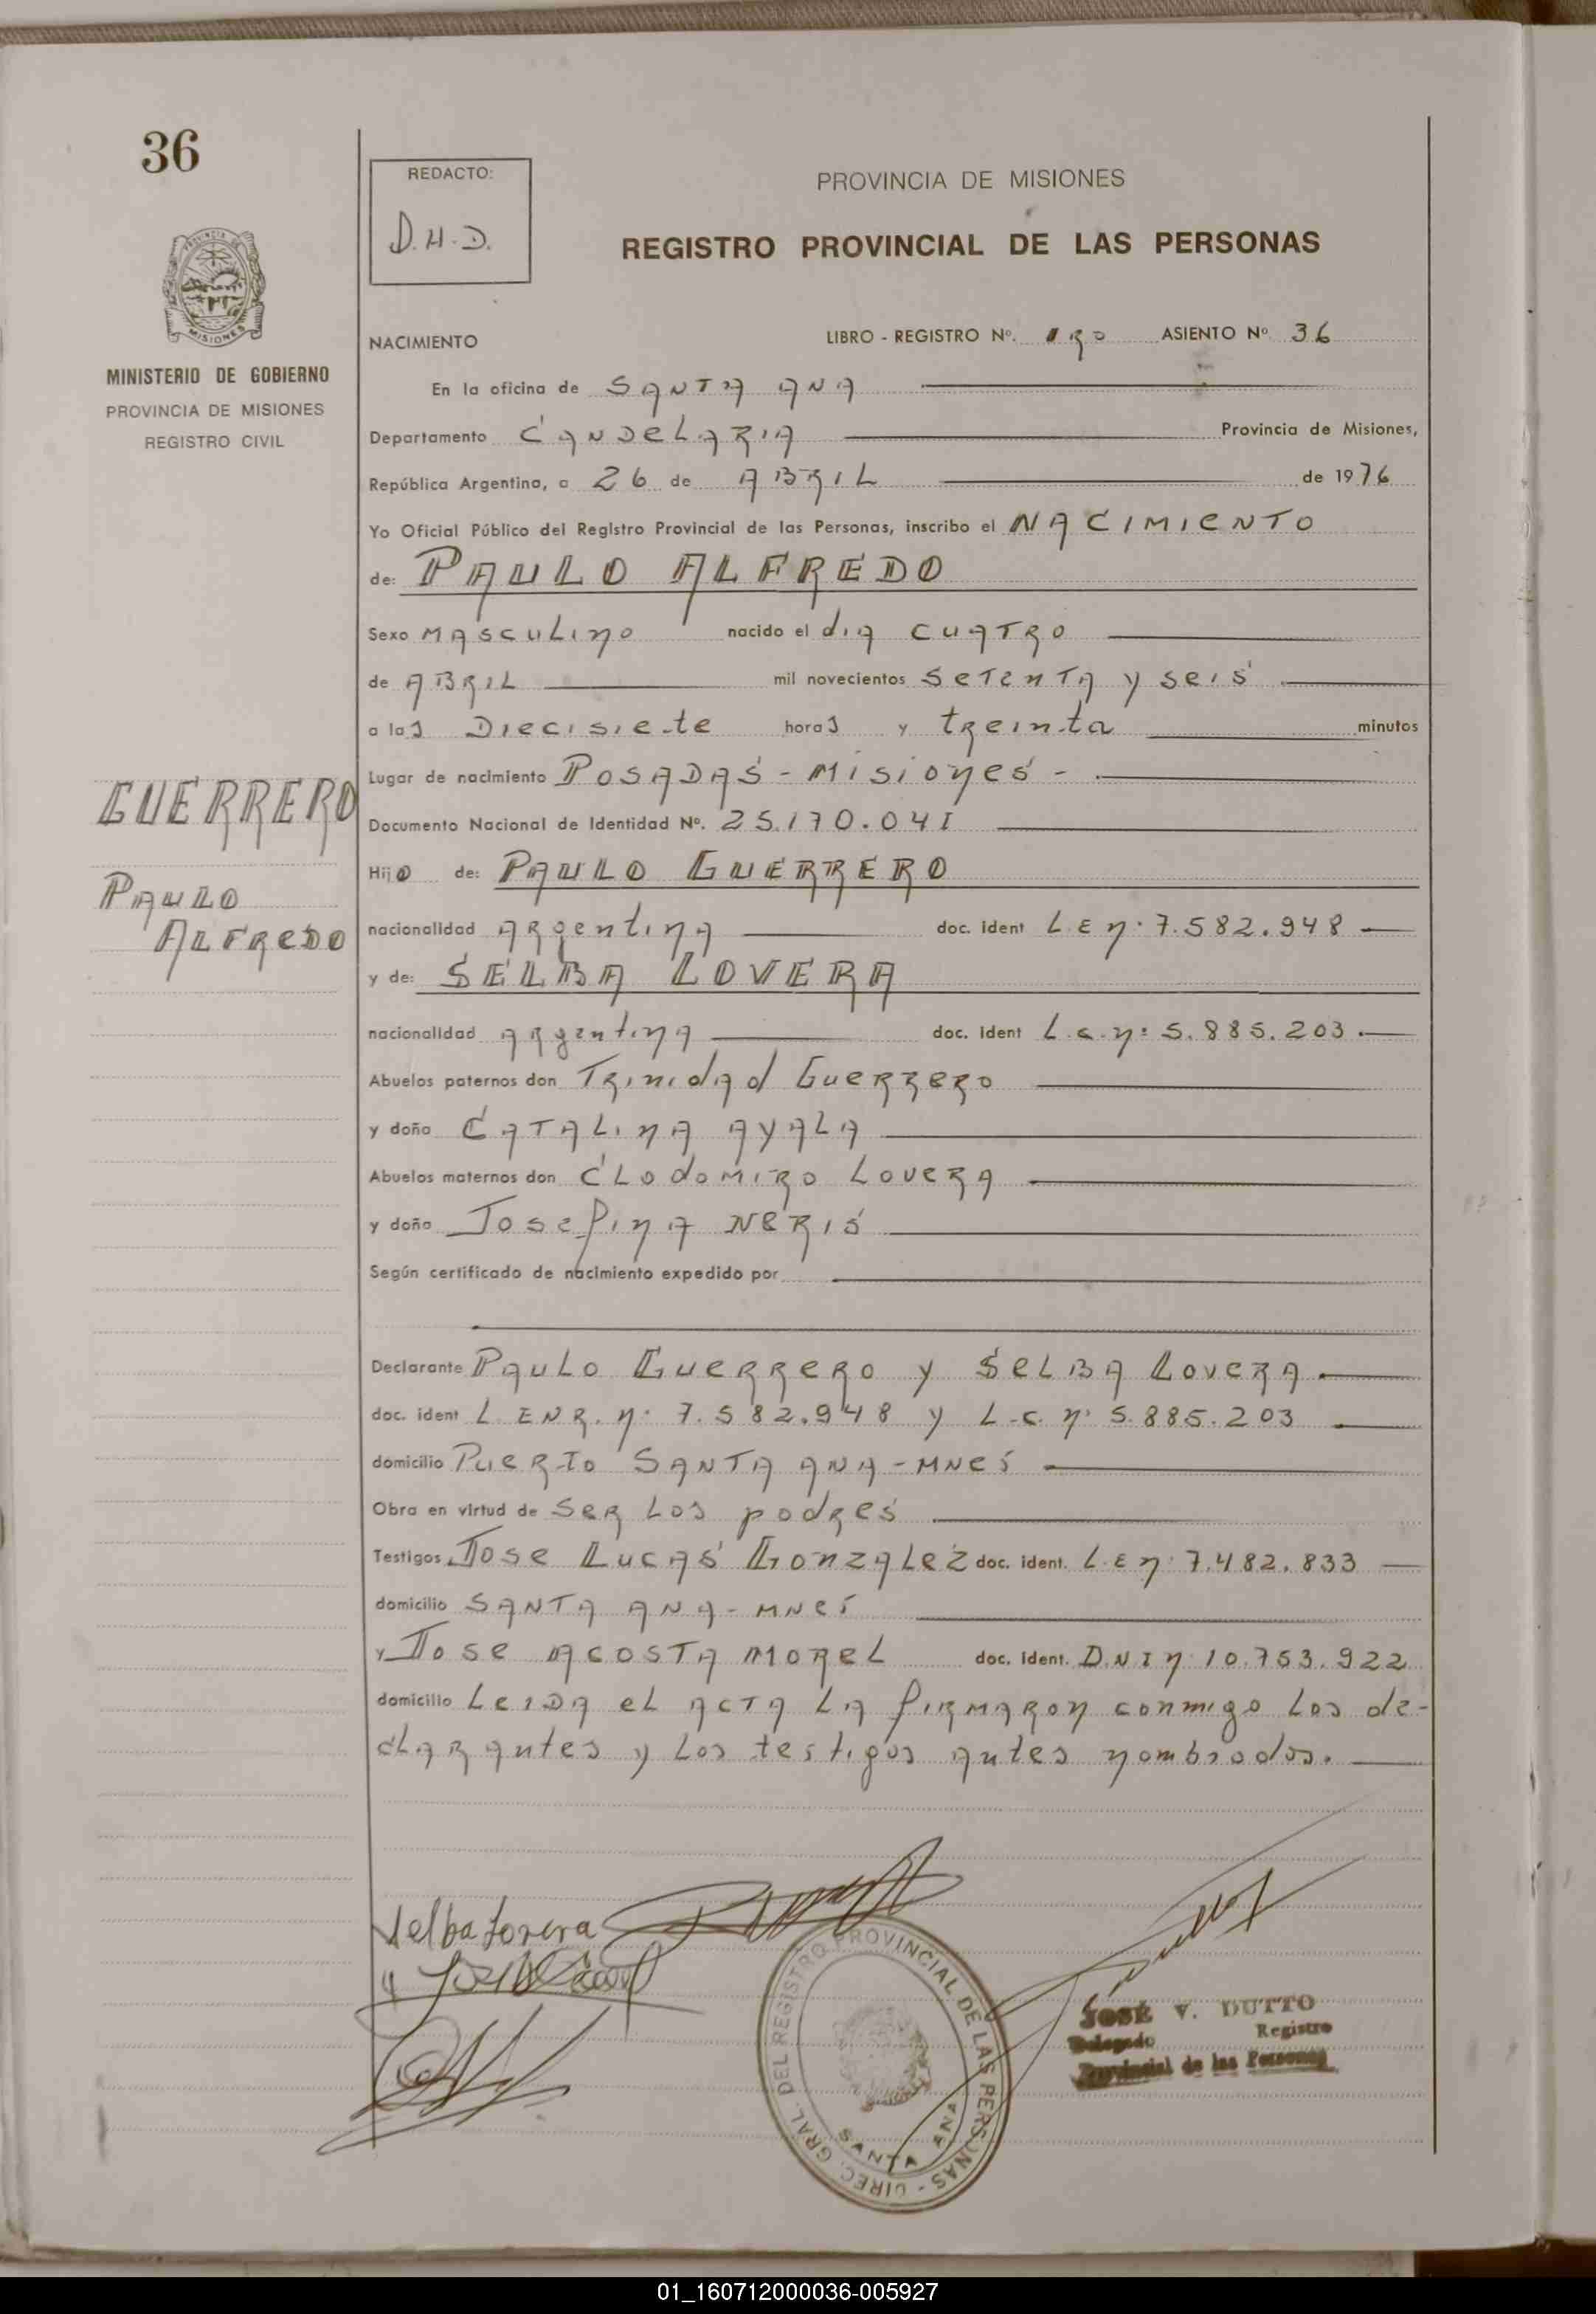 36
REDACTO:
D.H.D.
PROVINCIA DE MISIONES
REGISTRO PROVINCIAL DE LAS PERSONAS
PROVINCIA DE
MISIONES
MINISTERIO DE GOBIERNO
PROVINCIA DE MISIONES
REGISTRO CIVIL
NACIMIENTO LIBRO - REGISTRO Nº. 1RO ASIENTO Nº 36
En la oficina de SANTA ANA
Departamento CANDELARIA Provincia de Misiones,
República Argentina, a 26 de ABRIL de 1976
Yo Oficial Público del Registro Provincial de las Personas, inscribo el NACIMIENTO
de: PAULO ALFREDO
Sexo MASCULINO nacido el dia CUATRO
de ABRIL mil novecientos SETENTA y SEIS
a las DIECISIETE horas y treinta minutos
Lugar de nacimiento POSADAS - MISIONES -
Documento Nacional de Identidad Nº. 25.170.041
Hijo de: PAULO GUERRERO
nacionalidad Argentina doc. ident L.E n. 7.582.948
y de: SELBA LOVERA
nacionalidad Argentina doc. ident L.C. n: 5.885.203.
Abuelos paternos don Trinidad Guerrero
y doña CATALINA AYALA
Abuelos maternos don CLodomiro Lovera
y doña Josefina Neris
Según certificado de nacimiento expedido por
Declarante Paulo Guerrero y Selba Lovera
doc. ident L. ENR. n. 7.582.948 y L.C. n. 5.885.203
domicilio Puerto SANTA ANA - MNES
Obra en virtud de Ser Los padres
Testigos Jose Lucas Gonzalez doc. ident. L.E n. 7.482.833
domicilio SANTA ANA - MNES
y Jose ACOSTA MOREL doc. ident. D.N.I n. 10.753.922
domicilio Leida el ACTA LA firmaron conmigo Los de-
clarantes y Los testigos antes nombrados.
GUERRERO
PAULO
ALFREDO
Selba Lovera
DIREC. GRAL. DEL REGISTRO PROVINCIAL DE LAS PERSONAS
SANTA ANA
JOSÉ V. DUTTO
Delegado Registro
Provincial de las Personas
01_160712000036-005927